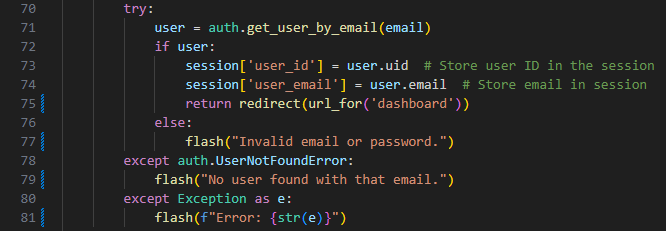 70 try:
71 user = auth.get_user_by_email(email)
72 if user:
73 session['user_id'] = user.uid # Store user ID in the session
74 session['user_email'] = user.email # Store email in session
75 return redirect(url_for('dashboard'))
76 else:
77 flash("Invalid email or password.")
78 except auth.UserNotFoundError:
79 flash("No user found with that email.")
80 except Exception as e:
81 flash(f"Error: {str(e)}")